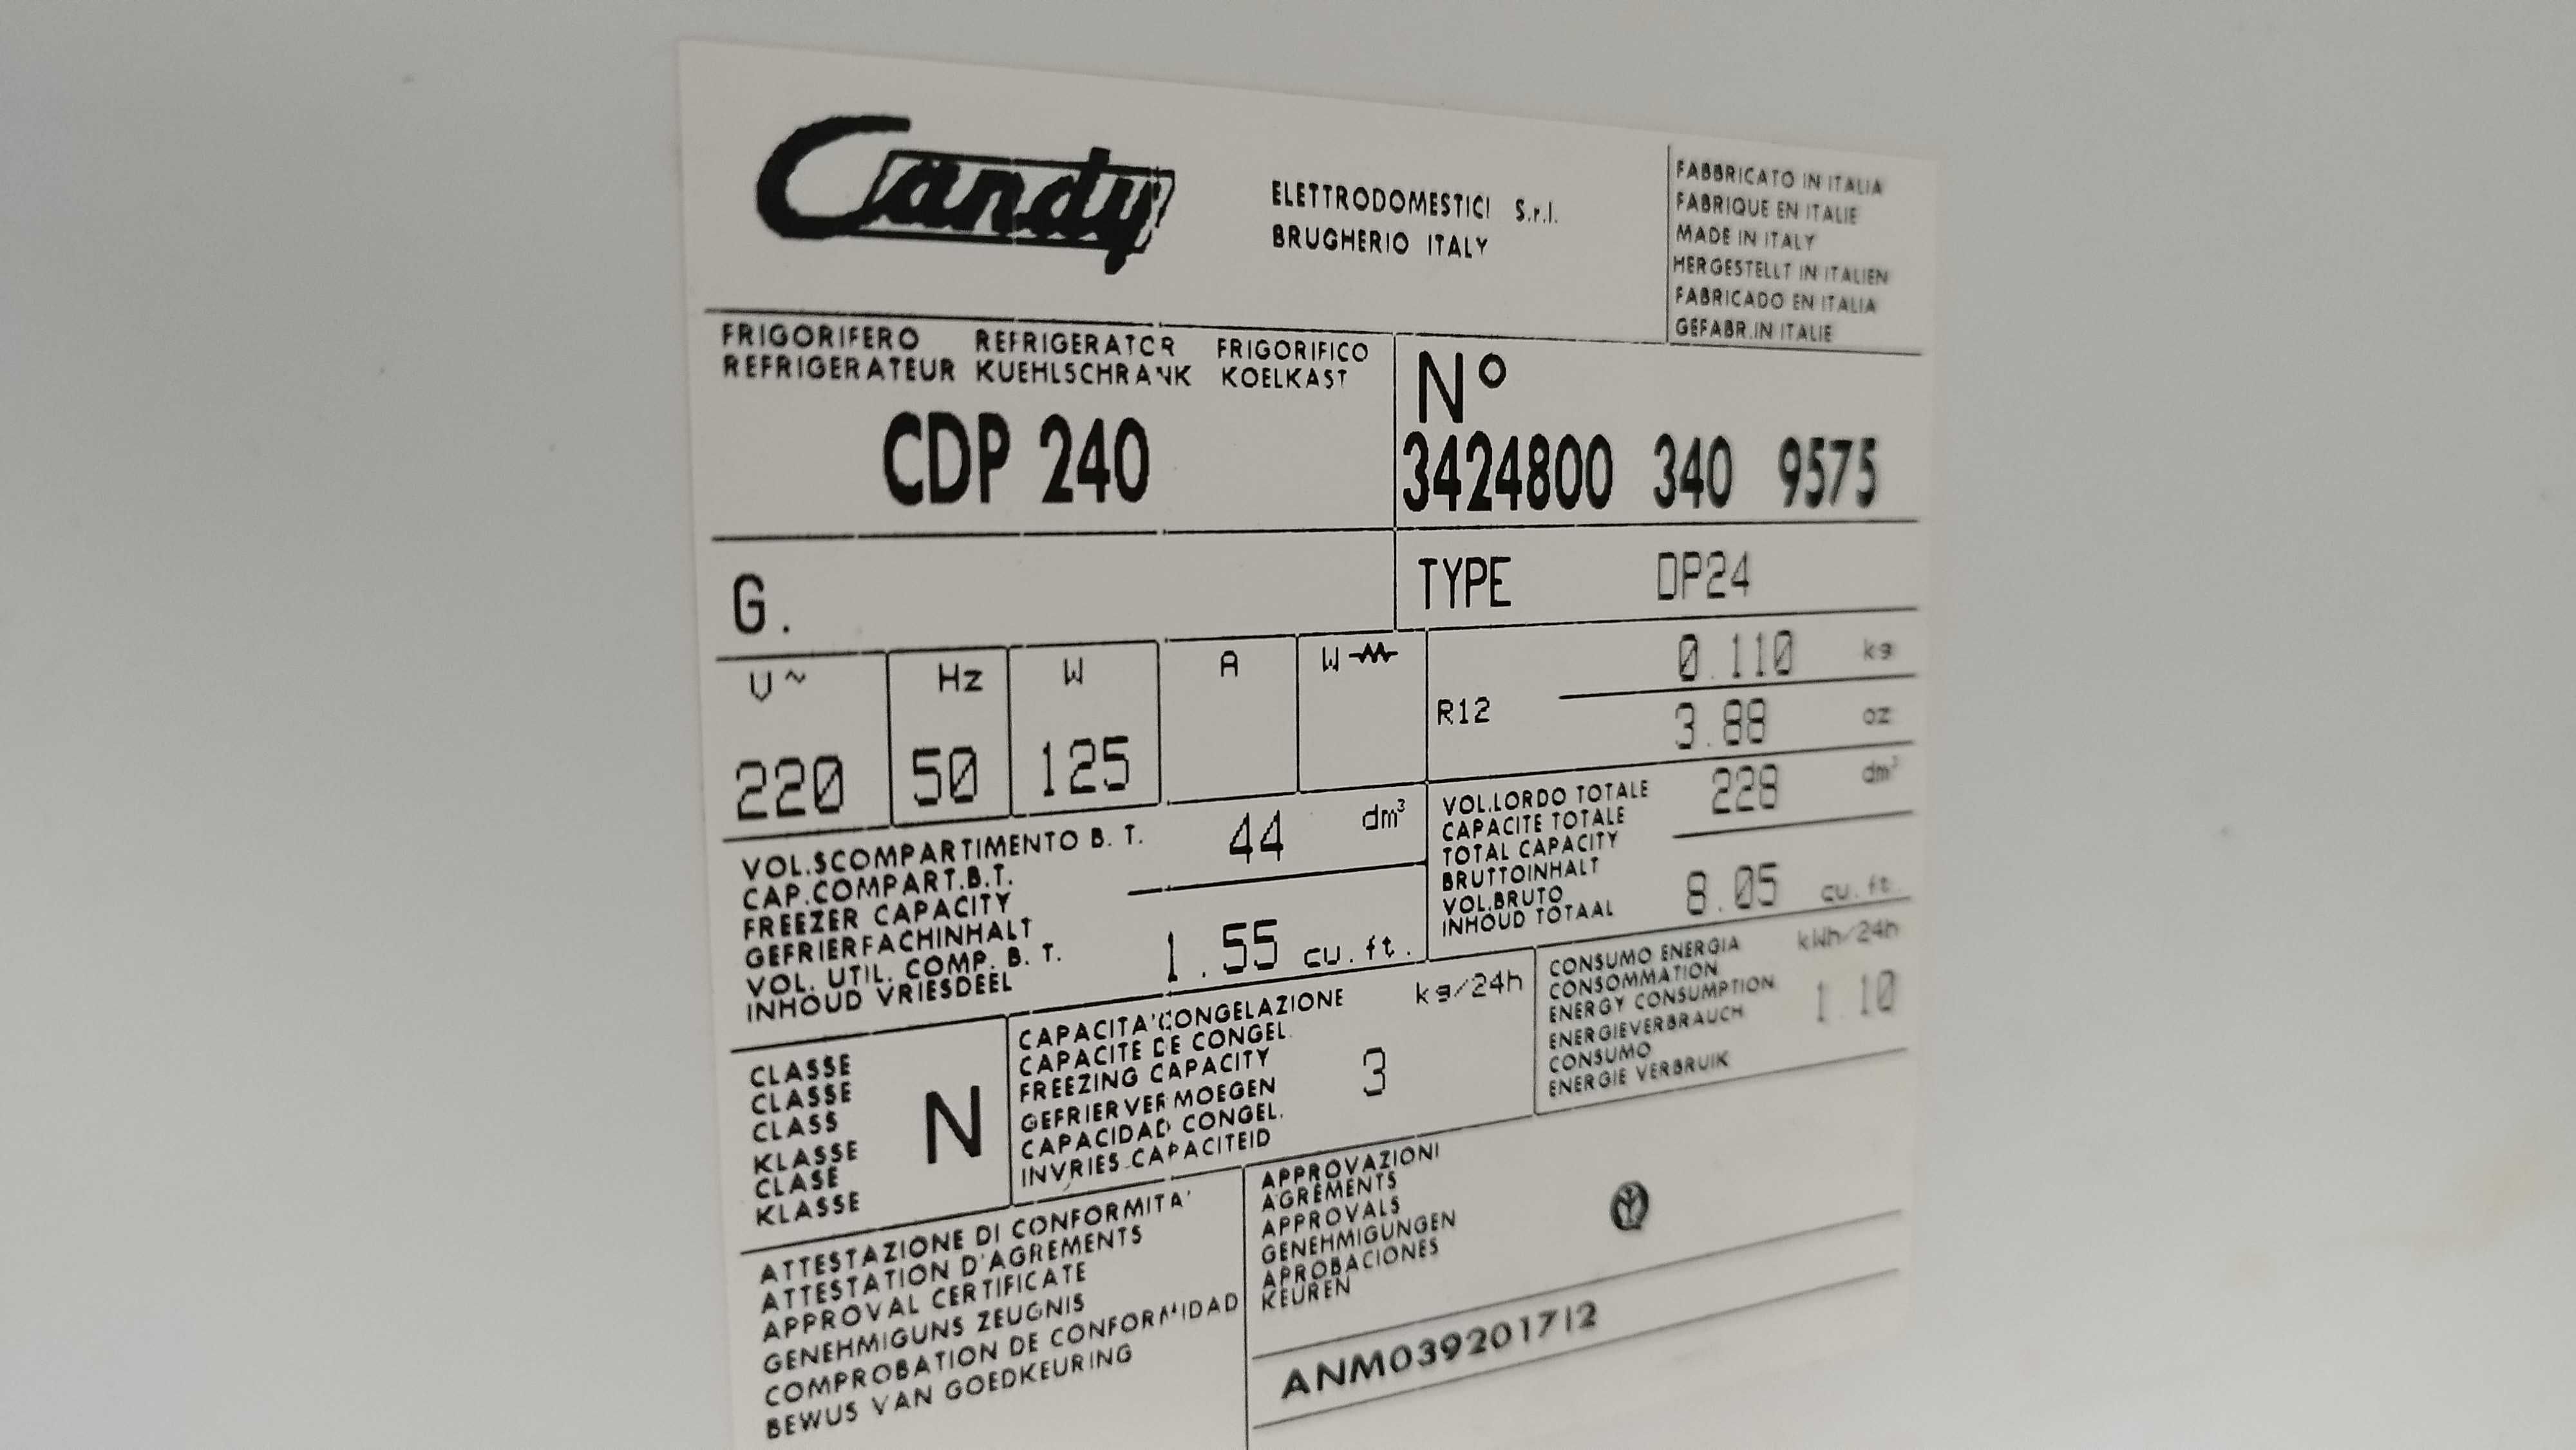 Candy
ELETTRODOMESTICI S.r.l.
BRUGHERIO ITALY
FABBRICATO IN ITALIA
FABRIQUE EN ITALIE
MADE IN ITALY
HERGESTELLT IN ITALIEN
FABRICADO EN ITALIA
GEFABR.IN ITALIE
FRIGORIFERO REFRIGERATOR FRIGORIFICO
REFRIGERATEUR KUEHLSCHRANK KOELKAST
CDP 240
N°
3424800 340 9575
G.
TYPE DP24
V~ Hz W A W
220 50 125
R12
0.110 kg
3.88 oz
VOL.SCOMPARTIMENTO B. T.
CAP.COMPART.B.T.
FREEZER CAPACITY
GEFRIERFACHINHALT
VOL. UTIL. COMP. B. T.
INHOUD VRIESDEEL
44 dm³
1.55 cu.ft.
VOL.LORDO TOTALE
CAPACITE TOTALE
TOTAL CAPACITY
BRUTTOINHALT
VOL.BRUTO
INHOUD TOTAAL
228 dm³
8.05 cu.ft.
CLASSE
CLASSE
CLASS
KLASSE
CLASE
KLASSE
N
CAPACITA'CONGELAZIONE
CAPACITE DE CONGEL.
FREEZING CAPACITY
GEFRIERVERMOEGEN
CAPACIDAD CONGEL.
INVRIES-CAPACITEID
kg/24h
3
CONSUMO ENERGIA
CONSOMMATION
ENERGY CONSUMPTION
ENERGIEVERBRAUCH
CONSUMO
ENERGIE VERBRUIK
kWh/24h
1.10
ATTESTAZIONE DI CONFORMITA'
ATTESTATION D'AGREMENTS
APPROVAL CERTIFICATE
GENEHMIGUNS ZEUGNIS
COMPROBATION DE CONFORMIDAD
BEWUS VAN GOEDKEURING
APPROVAZIONI
AGRÉMENTS
APPROVALS
GENEHMIGUNGEN
APROBACIONES
KEUREN
ANM039201712